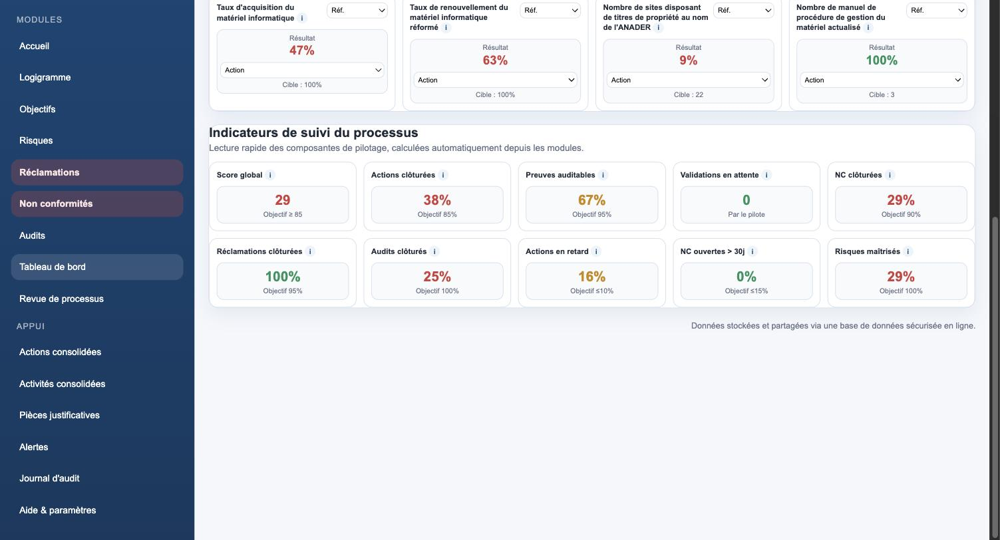 MODULES
Accueil
Logigramme
Objectifs
Risques
Réclamations
Non conformités
Audits
Tableau de bord
Revue de processus
APPUI
Actions consolidées
Activités consolidées
Pièces justificatives
Alertes
Journal d'audit
Aide & paramètres
Taux d'acquisition du
matériel informatique i
Réf.
Résultat
47%
Action
Cible : 100%
Taux de renouvellement du
matériel informatique
réformé i
Réf.
Résultat
63%
Action
Cible : 100%
Nombre de sites disposant
de titres de propriété au nom
de l'ANADER i
Réf.
Résultat
9%
Action
Cible : 22
Nombre de manuel de
procédure de gestion du
matériel actualisé i
Réf.
Résultat
100%
Action
Cible : 3
Indicateurs de suivi du processus
Lecture rapide des composantes de pilotage, calculées automatiquement depuis les modules.
Score global i
29
Objectif ≥ 85
Actions clôturées i
38%
Objectif 85%
Preuves auditables i
67%
Objectif 95%
Validations en attente i
0
Par le pilote
NC clôturées i
29%
Objectif 90%
Réclamations clôturées i
100%
Objectif 95%
Audits clôturés i
25%
Objectif 100%
Actions en retard i
16%
Objectif ≤10%
NC ouvertes > 30j i
0%
Objectif ≤15%
Risques maîtrisés i
29%
Objectif 100%
Données stockées et partagées via une base de données sécurisée en ligne.